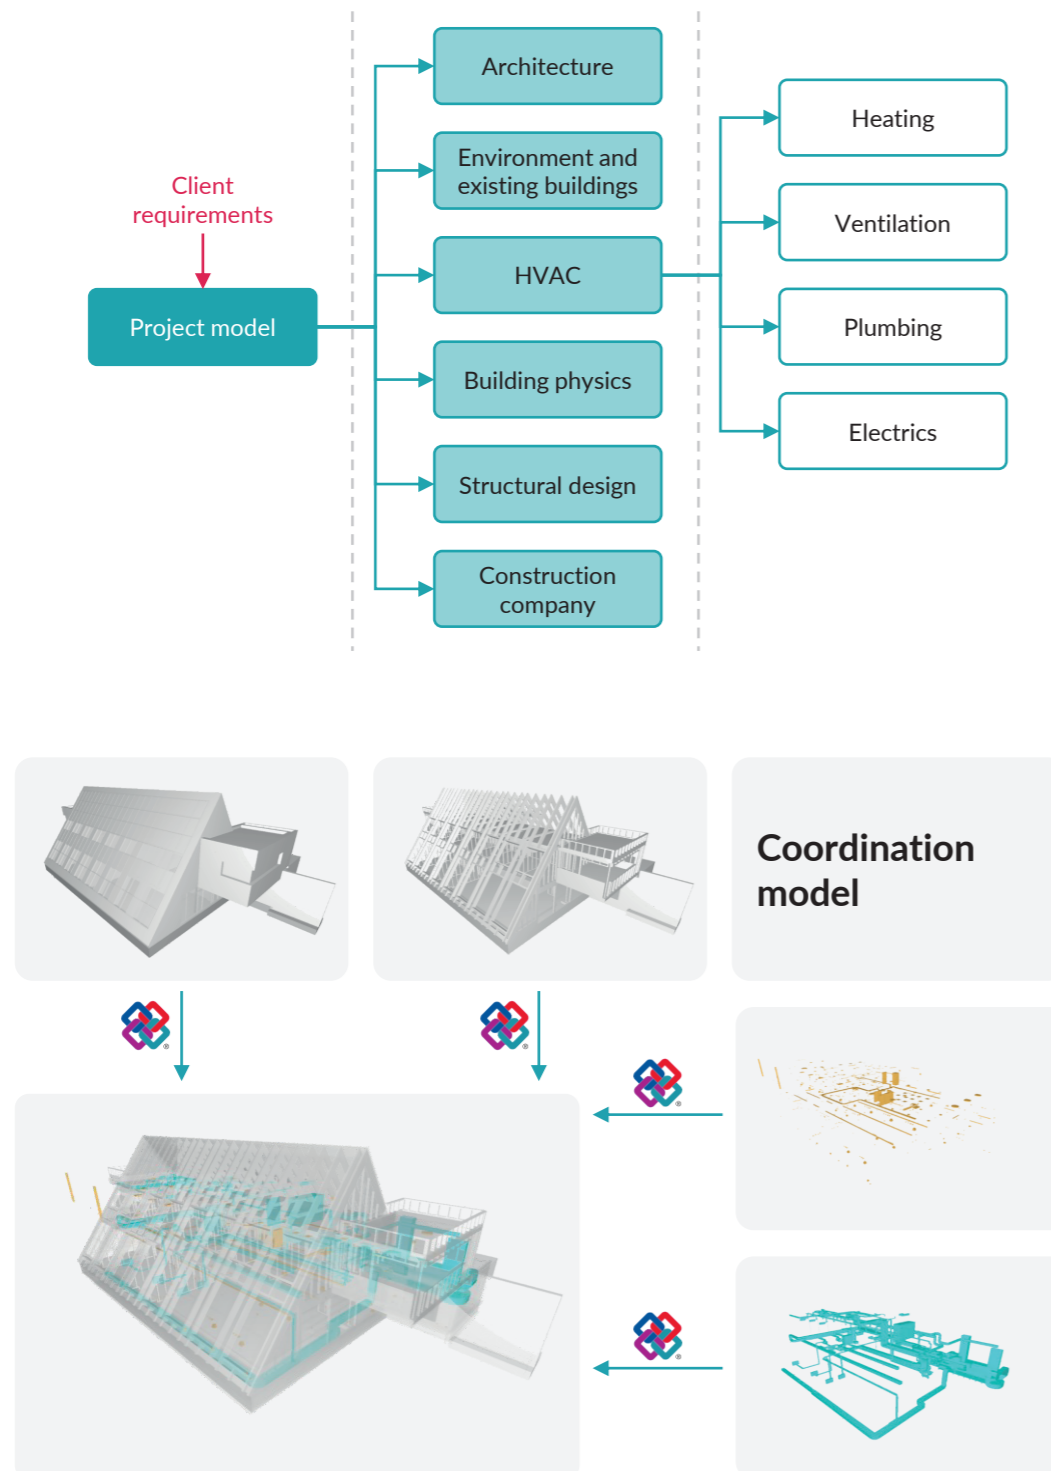 Client
requirements
Project model
Architecture
Environment and
existing buildings
HVAC
Building physics
Structural design
Construction
company
Heating
Ventilation
Plumbing
Electrics
Coordination
model
®
®
®
®